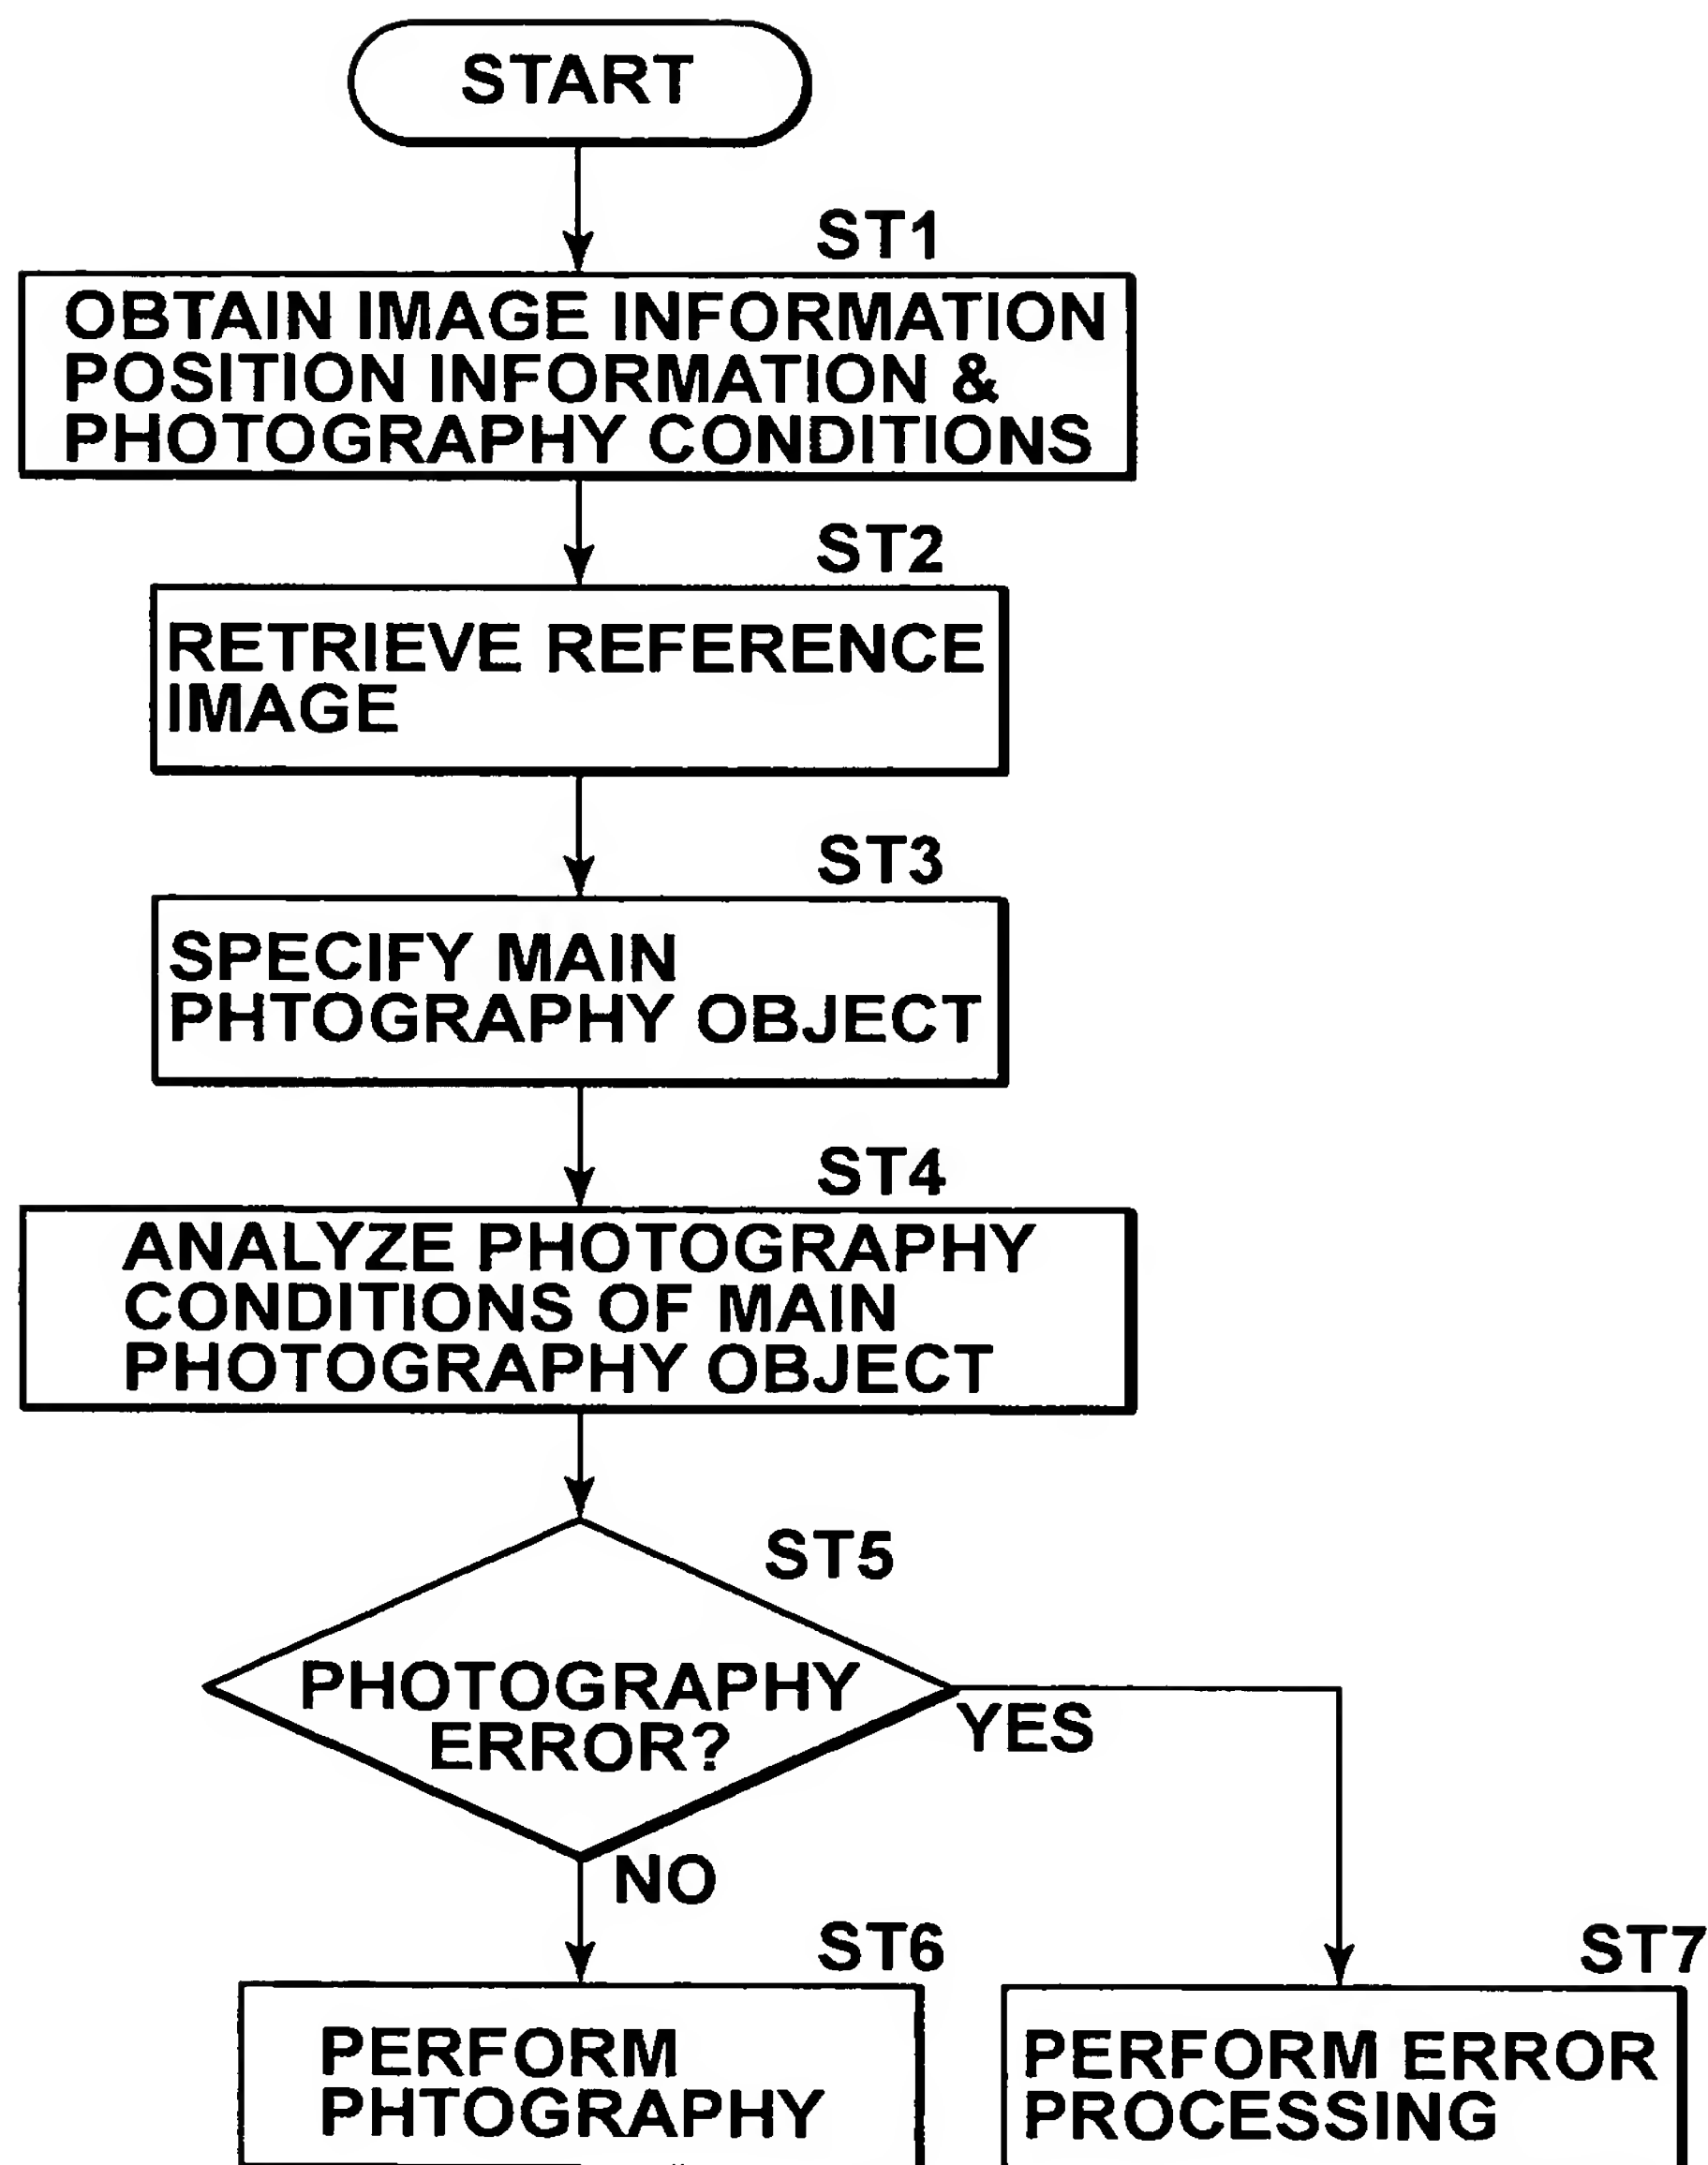 START
ST1
OBTAIN IMAGE INFORMATION
POSITION INFORMATION &
PHOTOGRAPHY CONDITIONS
ST2
RETRIEVE REFERENCE
IMAGE
ST3
SPECIFY MAIN
PHTOGRAPHY OBJECT
ST4
ANALYZE PHOTOGRAPHY
CONDITIONS OF MAIN
PHOTOGRAPHY OBJECT
ST5
PHOTOGRAPHY
ERROR?
YES
NO
ST6
PERFORM
PHTOGRAPHY
ST7
PERFORM ERROR
PROCESSING